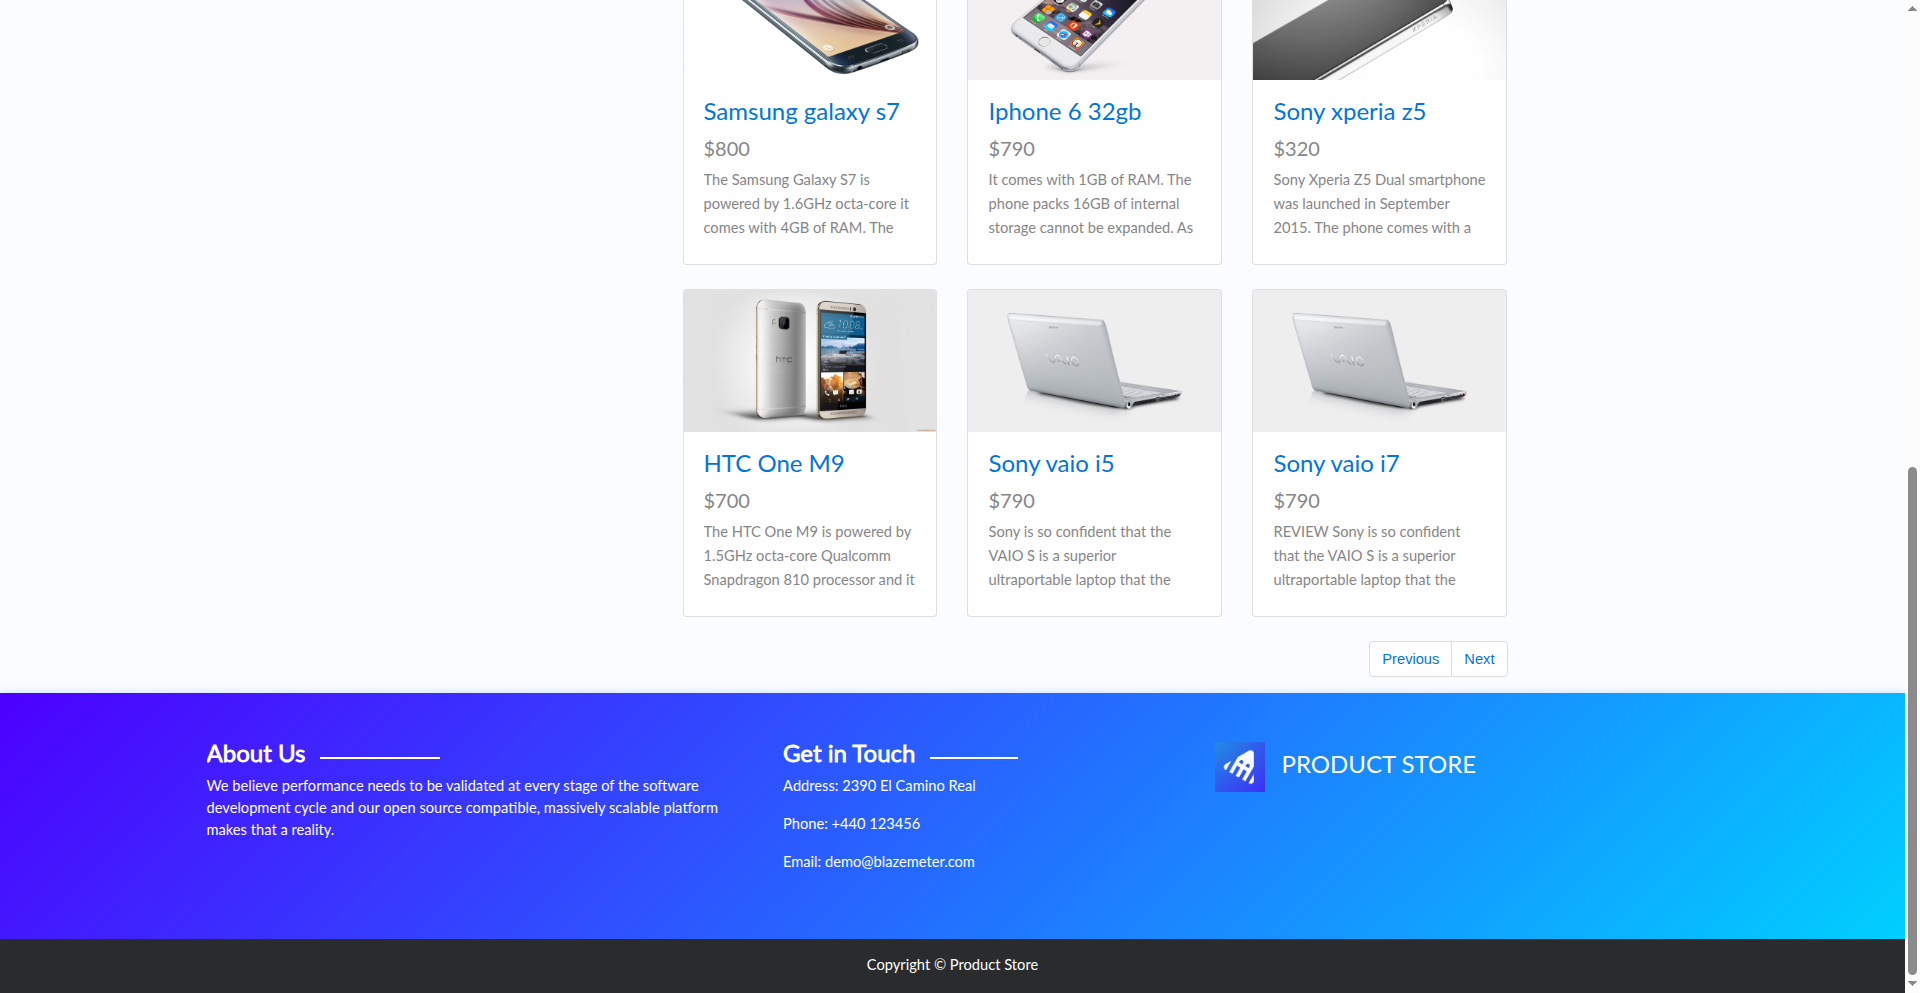 Samsung galaxy s7
$800
The Samsung Galaxy S7 is
powered by 1.6GHz octa-core it
comes with 4GB of RAM. The
Iphone 6 32gb
$790
It comes with 1GB of RAM. The
phone packs 16GB of internal
storage cannot be expanded. As
XPERIA
Sony xperia z5
$320
Sony Xperia Z5 Dual smartphone
was launched in September
2015. The phone comes with a
hTC
10:08
HTC One M9
$700
The HTC One M9 is powered by
1.5GHz octa-core Qualcomm
Snapdragon 810 processor and it
VAIO
Sony vaio i5
$790
Sony is so confident that the
VAIO S is a superior
ultraportable laptop that the
VAIO
Sony vaio i7
$790
REVIEW Sony is so confident
that the VAIO S is a superior
ultraportable laptop that the
Previous
Next
About Us
We believe performance needs to be validated at every stage of the software
development cycle and our open source compatible, massively scalable platform
makes that a reality.
Get in Touch
Address: 2390 El Camino Real
Phone: +440 123456
Email: demo@blazemeter.com
PRODUCT STORE
Copyright © Product Store